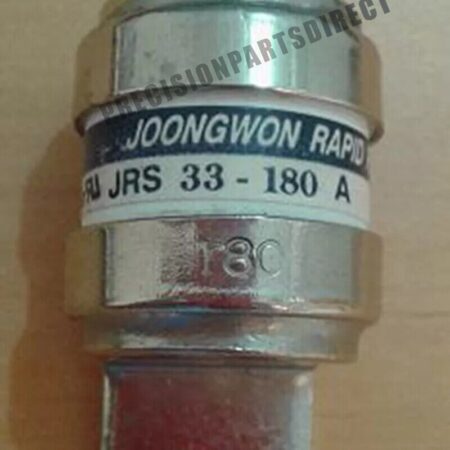 PRECISIONPARTSDIRECT
JOONGWON RAPID
JRS 33 - 180 A
180